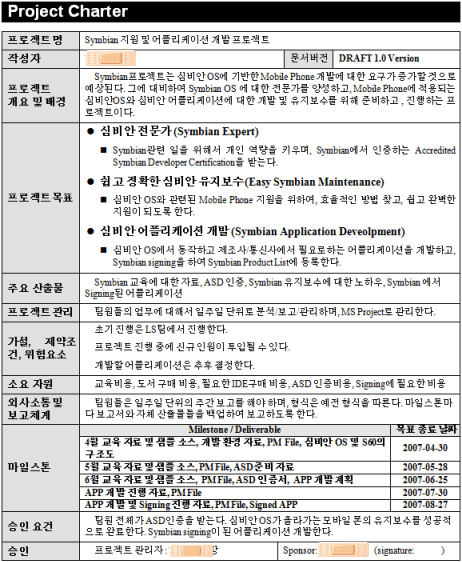 Project Charter
프로젝트명 Symbian 지원 및 어플리케이션 개발 프로젝트
작성자 문서버전 DRAFT 1.0 Version
프로젝트
개요 및 배경
Symbian프로젝트는 심비안 OS에 기반한 Mobile Phone 개발에 대한 요구가 증가할 것으로
예상된다. 그에 대비하여 Symbian OS 에 대한 전문가를 양성하고, Mobile Phone에 적용되는
심비안OS와 심비안 어플리케이션에 대한 개발 및 유지보수를 위해 준비하고 , 진행하는 프
로젝트이다.
프로젝트 목표
● 심비안 전문가 (Symbian Expert)
■ Symbian관련 일을 위해서 개인 역량을 키우며, Symbian에서 인증하는 Accredited
Symbian Developer Certification을 받는다.
● 쉽고 정확한 심비안 유지보수(Easy Symbian Maintenance)
■ 심비안 OS와 관련된 Mobile Phone 지원을 위하여, 효율적인 방법 찾고, 쉽고 완벽한
지원이 되도록 한다.
● 심비안 어플리케이션 개발 (Symbian Application Deveolpment)
■ 심비안 OS에서 동작하고 제조사/통신사에서 필요로하는 어플리케이션을 개발하고,
Symbian signing을 하여 Symbian Product List에 등록한다.
주요 산출물
Symbian 교육에 대한 자료, ASD 인증, Symbian 유지보수에 대한 노하우, Symbian 에서
Signing된 어플리케이션
프로젝트 관리 팀원들의 업무에 대해서 일주일 단위로 분석/보고/관리하며, MS Project로 관리한다.
가설, 제약조
건, 위험요소
초기 진행은 LS팀에서 진행한다.
프로젝트 진행 중에 신규 인원이 투입될 수 있다.
개발할 어플리케이션은 추후 결정한다.
소요 자원 교육비용, 도서 구매 비용, 필요한 IDE구매 비용, ASD 인증비용, Signing에 필요한 비용
외사소통 및
보고체계
팀원들은 일주일 단위의 주간 보고를 해야 하며, 형식은 예전 형식을 따른다. 마일스톤마
다 보고서와 자체 산출물들을 백업하여 보고하도록 한다.
마일스톤
Milestone / Deliverable 목표 종료 날짜
4월 교육 자료 및 샘플 소스, 개발 환경 자료, PM File, 심비안 OS 및 S60의
구조도 2007-04-30
5월 교육 자료 및 샘플 소스, PM File, ASD 준비 자료 2007-05-28
6월 교육 자료 및 샘플 소스, PM File, ASD 인증서, APP 개발 계획 2007-06-25
APP 개발 진행 자료, PM File 2007-07-30
APP 개발 및 Signing 진행 자료, PM File, Signed APP 2007-08-27
승인 요건
팀원 전체가 ASD인증을 받는다. 심비안 OS가 올라가는 모바일 폰의 유지보수를 성공적
으로 완료한다. Symbian signing이 된 어플리케이션 개발한다.
승인 프로젝트 관리자 : Sponsor: (signature: )